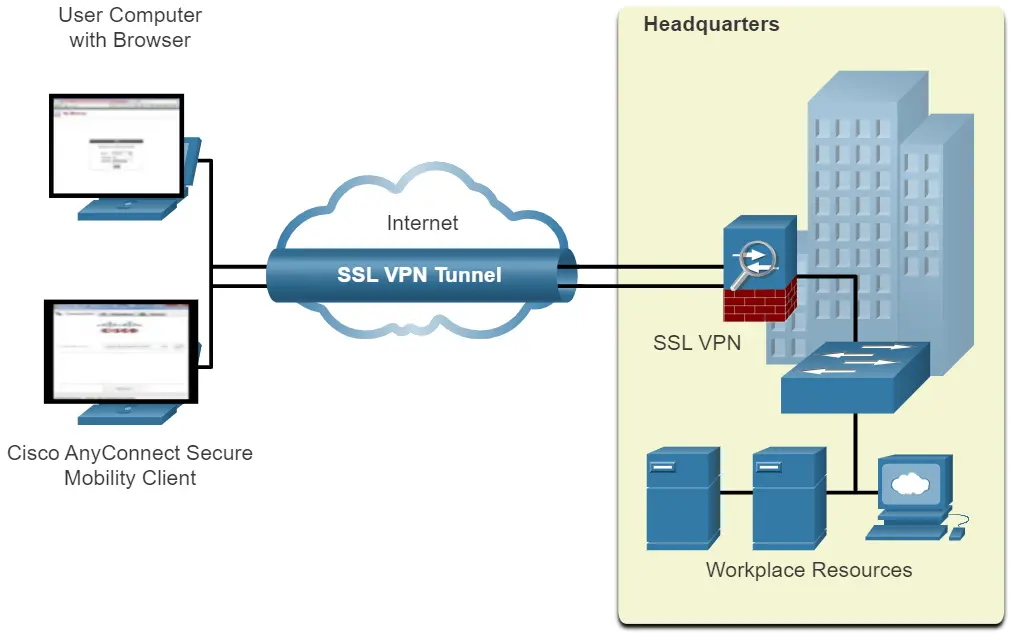 User Computer
with Browser
Headquarters
Internet
SSL VPN Tunnel
SSL VPN
Cisco AnyConnect Secure
Mobility Client
Workplace Resources